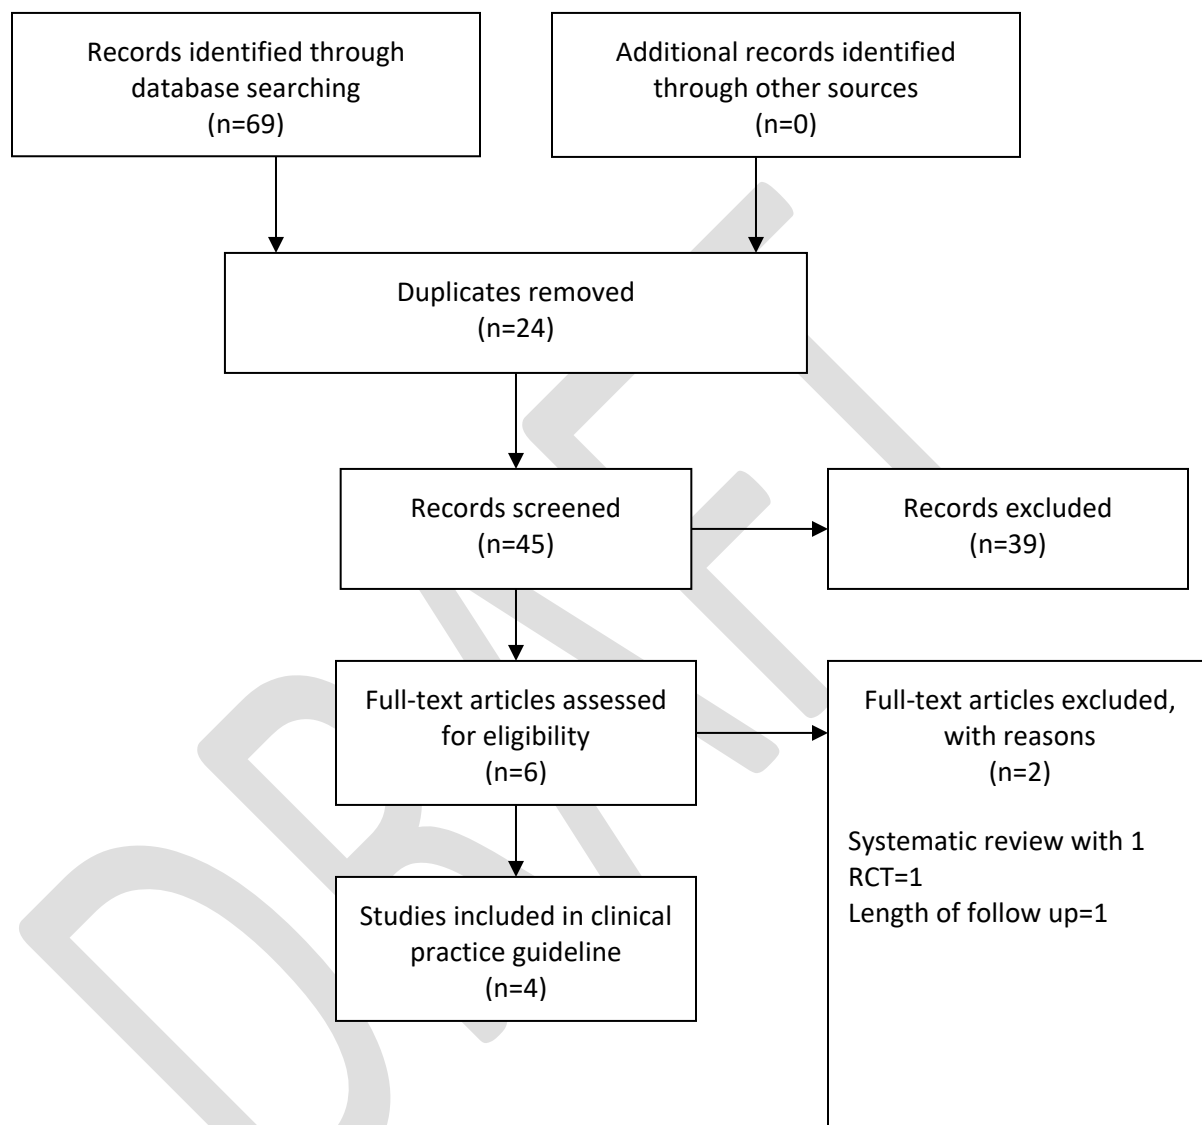 Records identified through
database searching
(n=69)
Additional records identified
through other sources
(n=0)
Duplicates removed
(n=24)
Records screened
(n=45)
Records excluded
(n=39)
Full-text articles assessed
for eligibility
(n=6)
Full-text articles excluded,
with reasons
(n=2)
Systematic review with 1
RCT=1
Length of follow up=1
Studies included in clinical
practice guideline
(n=4)
DRAFT